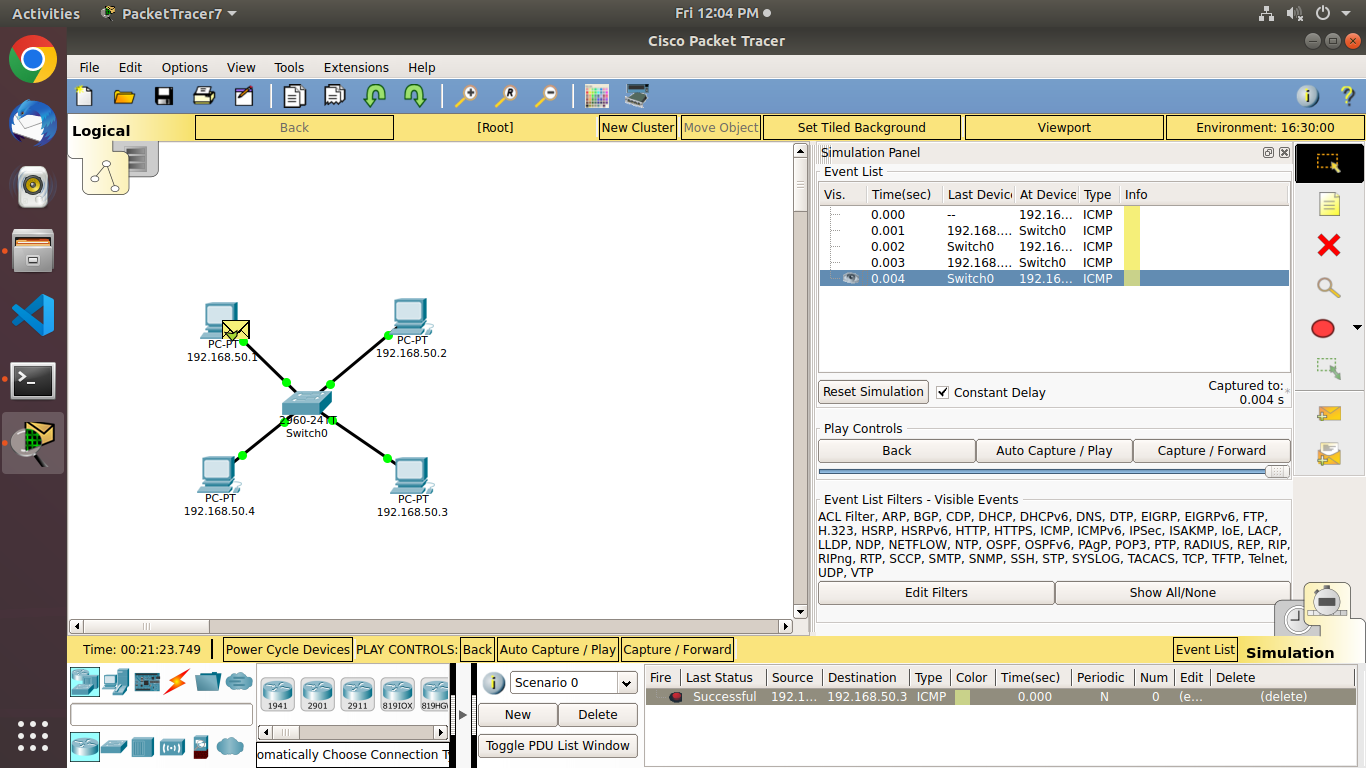 Activities PacketTracer7 Fri 12:04 PM
Cisco Packet Tracer
File Edit Options View Tools Extensions Help
Logical Back [Root] New Cluster Move Object Set Tiled Background Viewport Environment: 16:30:00
Simulation Panel
Event List
Vis. Time(sec) Last Device At Device Type Info
0.000 -- 192.16... ICMP
0.001 192.168.... Switch0 ICMP
0.002 Switch0 192.16... ICMP
0.003 192.168.... Switch0 ICMP
0.004 Switch0 192.16... ICMP
PC-PT
192.168.50.1
PC-PT
192.168.50.2
2960-24TT
Switch0
PC-PT
192.168.50.4
PC-PT
192.168.50.3
Reset Simulation Constant Delay Captured to:
0.004 s
Play Controls
Back Auto Capture / Play Capture / Forward
Event List Filters - Visible Events
ACL Filter, ARP, BGP, CDP, DHCP, DHCPv6, DNS, DTP, EIGRP, EIGRPv6, FTP,
H.323, HSRP, HSRPv6, HTTP, HTTPS, ICMP, ICMPv6, IPSec, ISAKMP, IoE, LACP,
LLDP, NDP, NETFLOW, NTP, OSPF, OSPFv6, PAgP, POP3, PTP, RADIUS, REP, RIP,
RIPng, RTP, SCCP, SMTP, SNMP, SSH, STP, SYSLOG, TACACS, TCP, TFTP, Telnet,
UDP, VTP
Edit Filters Show All/None
Time: 00:21:23.749 Power Cycle Devices PLAY CONTROLS: Back Auto Capture / Play Capture / Forward Event List Simulation
1941 2901 2911 819IOX 819HGW
omatically Choose Connection T
Scenario 0
New Delete
Toggle PDU List Window
Fire Last Status Source Destination Type Color Time(sec) Periodic Num Edit Delete
Successful 192.1... 192.168.50.3 ICMP 0.000 N 0 (e... (delete)